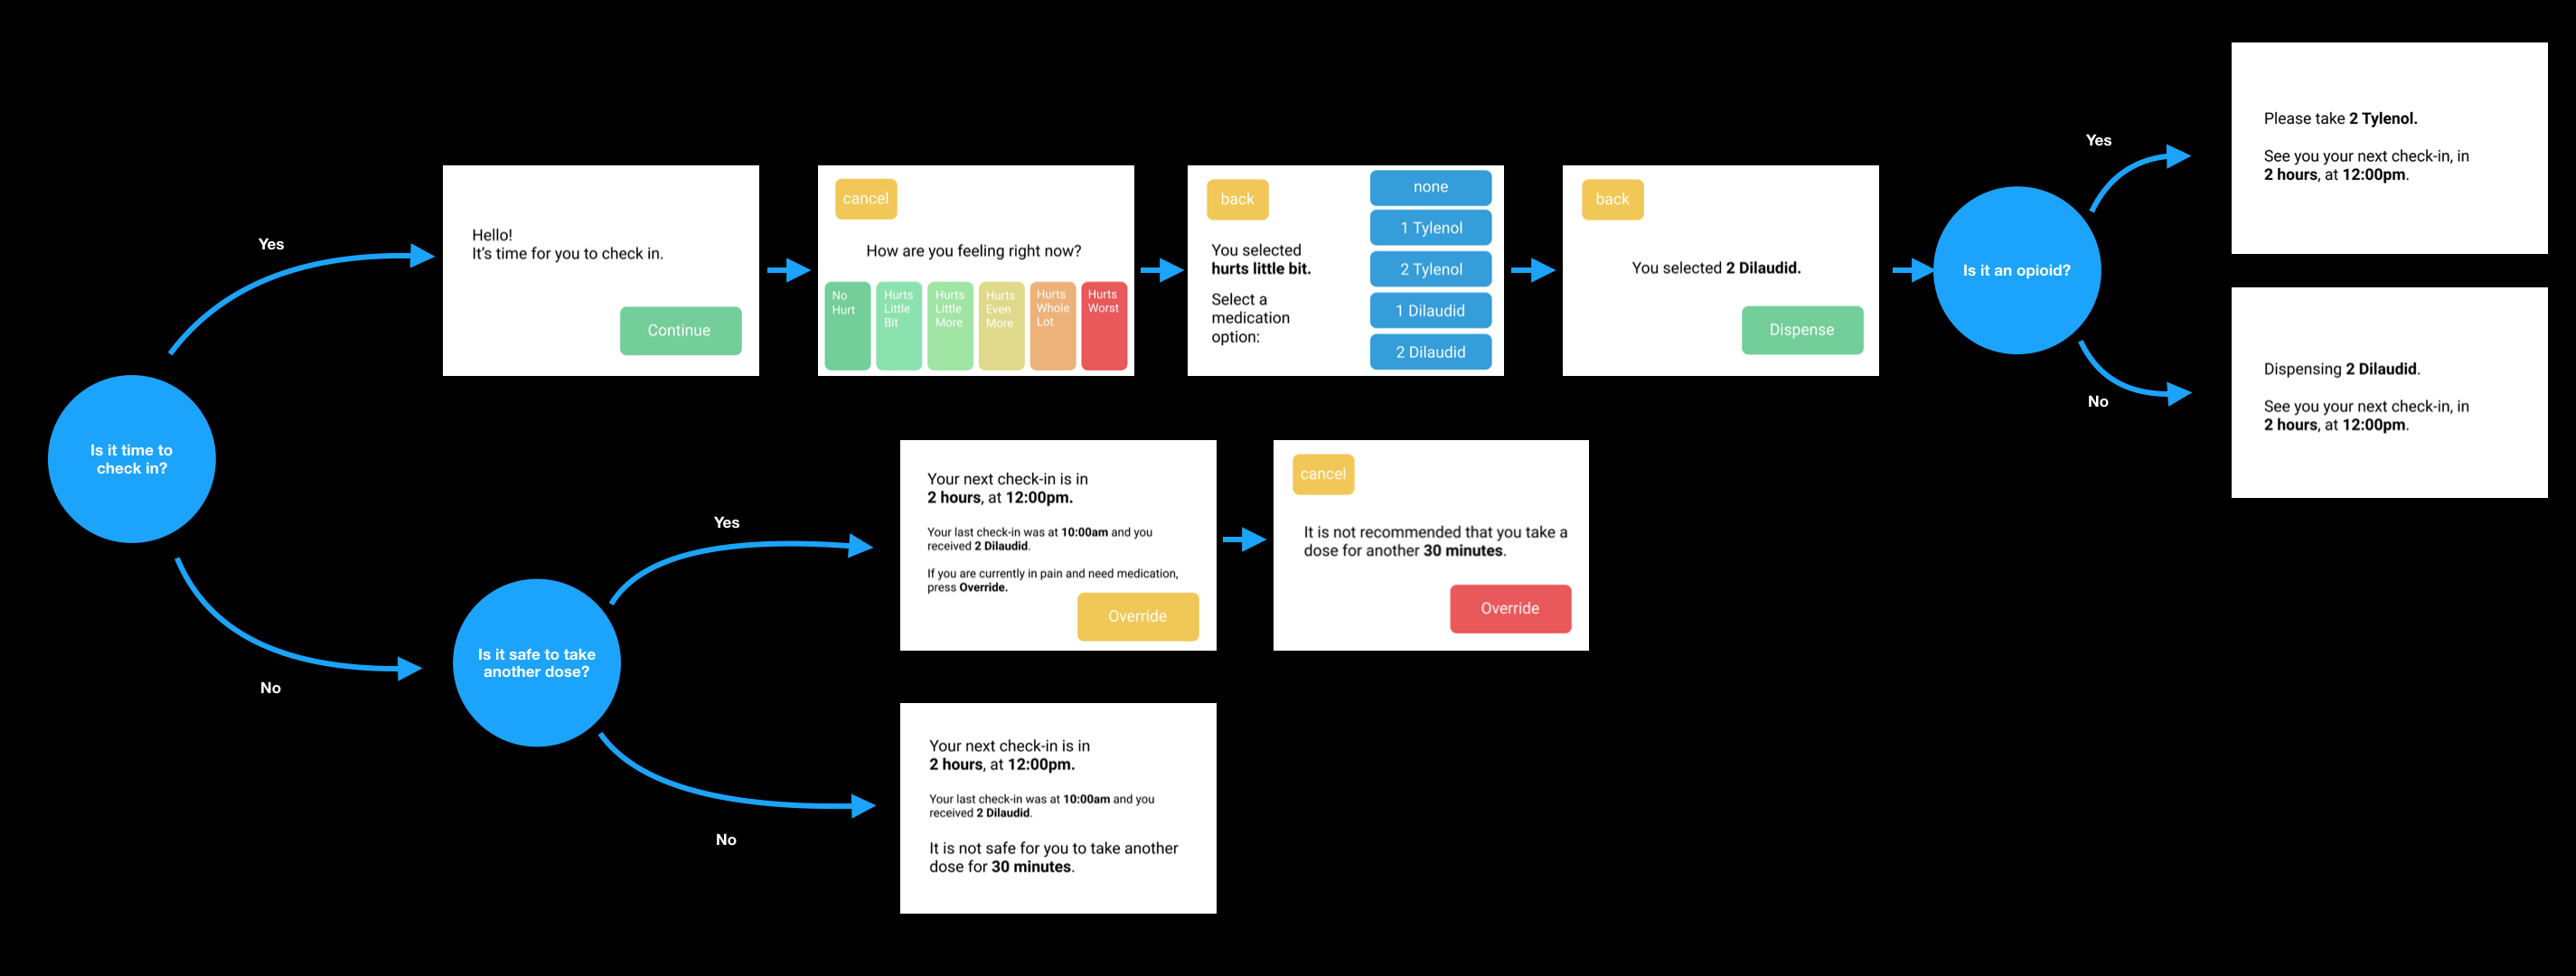 Is it time to
check in?
Yes
No
Hello!
It's time for you to check in.
Continue
cancel
How are you feeling right now?
No
Hurt
Hurts
Little
Bit
Hurts
Little
More
Hurts
Even
More
Hurts
Whole
Lot
Hurts
Worst
back
You selected
hurts little bit.
Select a
medication
option:
none
1 Tylenol
2 Tylenol
1 Dilaudid
2 Dilaudid
back
You selected 2 Dilaudid.
Dispense
Is it an opioid?
Yes
No
Please take 2 Tylenol.
See you your next check-in, in
2 hours, at 12:00pm.
Dispensing 2 Dilaudid.
See you your next check-in, in
2 hours, at 12:00pm.
Is it safe to take
another dose?
Yes
No
Your next check-in is in
2 hours, at 12:00pm.
Your last check-in was at 10:00am and you
received 2 Dilaudid.
If you are currently in pain and need medication,
press Override.
Override
cancel
It is not recommended that you take a
dose for another 30 minutes.
Override
Your next check-in is in
2 hours, at 12:00pm.
Your last check-in was at 10:00am and you
received 2 Dilaudid.
It is not safe for you to take another
dose for 30 minutes.